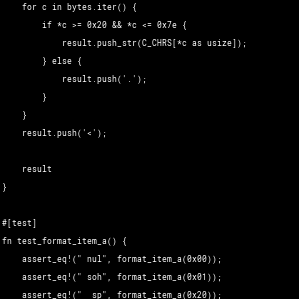 for c in bytes.iter() {
if *c >= 0x20 && *c <= 0x7e {
result.push_str(C_CHRS[*c as usize]);
} else {
result.push('.');
}
}
result.push('<');
result
}
#[test]
fn test_format_item_a() {
assert_eq!(" nul", format_item_a(0x00));
assert_eq!(" soh", format_item_a(0x01));
assert_eq!("  sp", format_item_a(0x20));